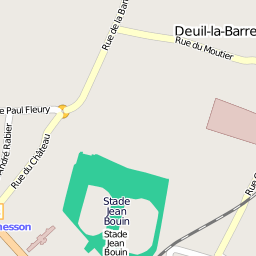 Rue de la Bar
Deuil-la-Barre
Rue du Moutier
e Paul Fleury
André Rabier
Rue du Château
Stade
Jean
Bouin
Stade
Jean
Bouin
nesson